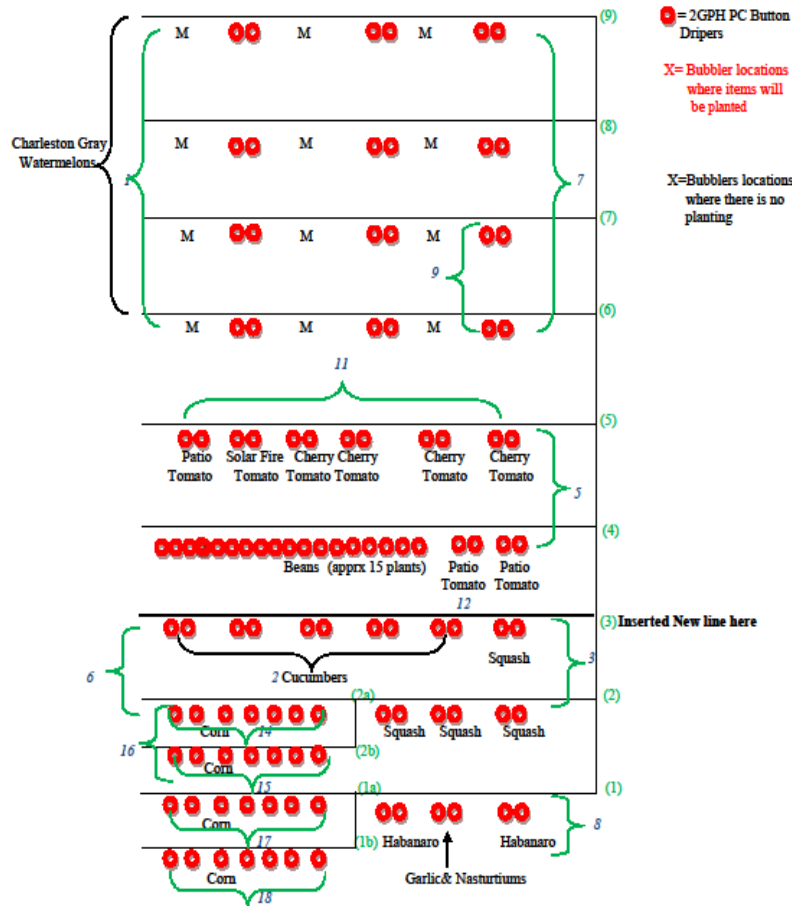 (9)
= 2GPH PC Button
Dripers
M M M
X= Bubbler locations
where items will
be planted
(8)
Charleston Gray
Watermelons
M M M
1 7
X=Bubblers locations
where there is no
planting
(7)
M M M
9
(6)
M M M
11
(5)
Patio Solar Fire Cherry Cherry Cherry Cherry
Tomato Tomato Tomato Tomato Tomato Tomato
5
(4)
Beans (apprx 15 plants) Patio Patio
Tomato Tomato
12
(3) Inserted New line here
Squash
6 2 Cucumbers 3
(2a) (2)
Corn 14 Squash Squash Squash
16 (2b)
Corn
15 (1a) (1)
Corn
8
17 (1b) Habanaro Habanaro
Corn Garlic& Nasturtiums
18